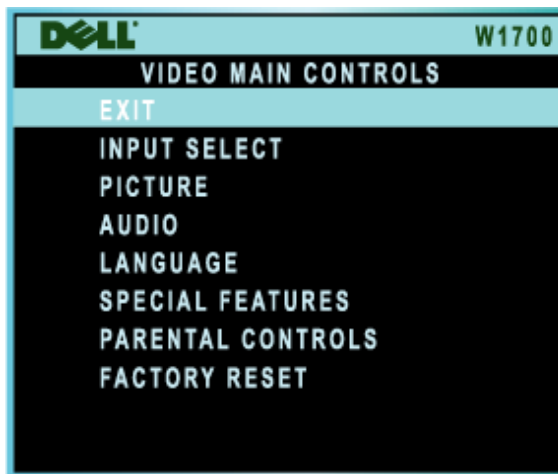 DELL W1700
VIDEO MAIN CONTROLS
EXIT
INPUT SELECT
PICTURE
AUDIO
LANGUAGE
SPECIAL FEATURES
PARENTAL CONTROLS
FACTORY RESET